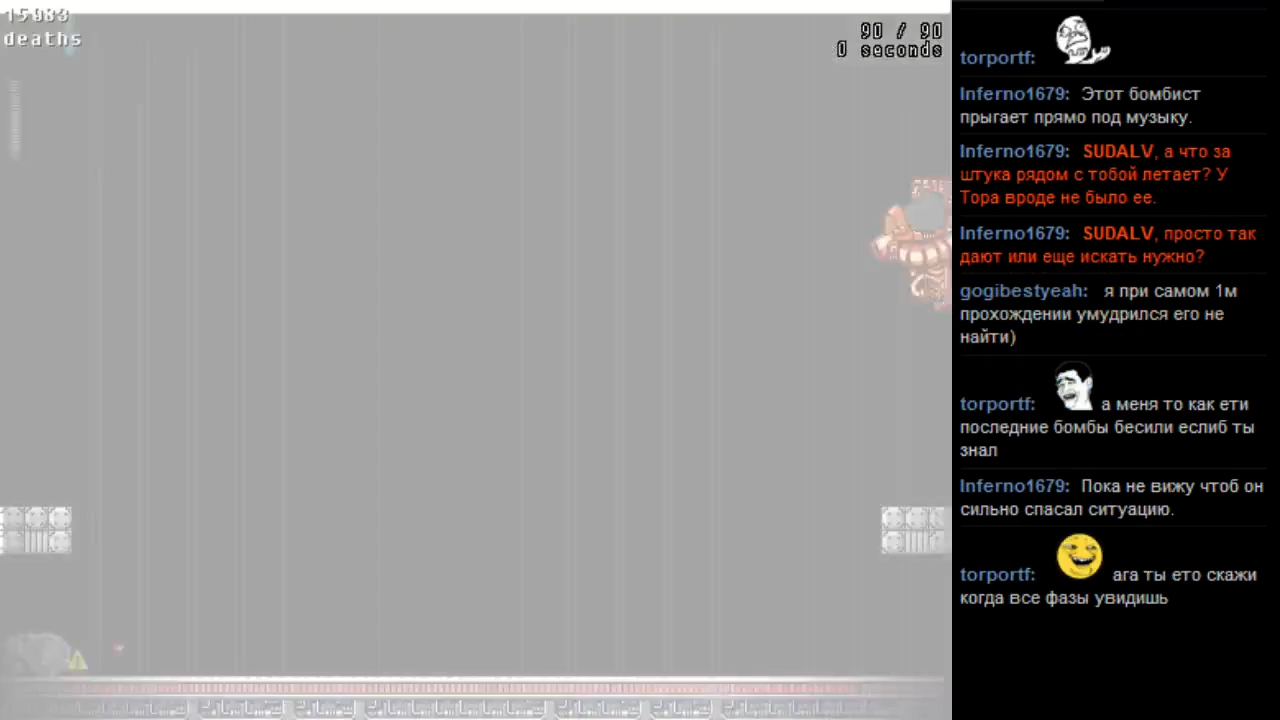 15983
deaths
90 / 90
0 seconds
torportf:
Inferno1679: Этот бомбист
прыгает прямо под музыку.
Inferno1679: SUDALV, а что за
штука рядом с тобой летает? У
Тора вроде не было ее.
Inferno1679: SUDALV, просто так
дают или еще искать нужно?
gogibestyeah: я при самом 1м
прохождении умудрился его не
найти)
torportf: а меня то как ети
последние бомбы бесили еслиб ты
знал
Inferno1679: Пока не вижу чтоб он
сильно спасал ситуацию.
torportf: ага ты ето скажи
когда все фазы увидишь